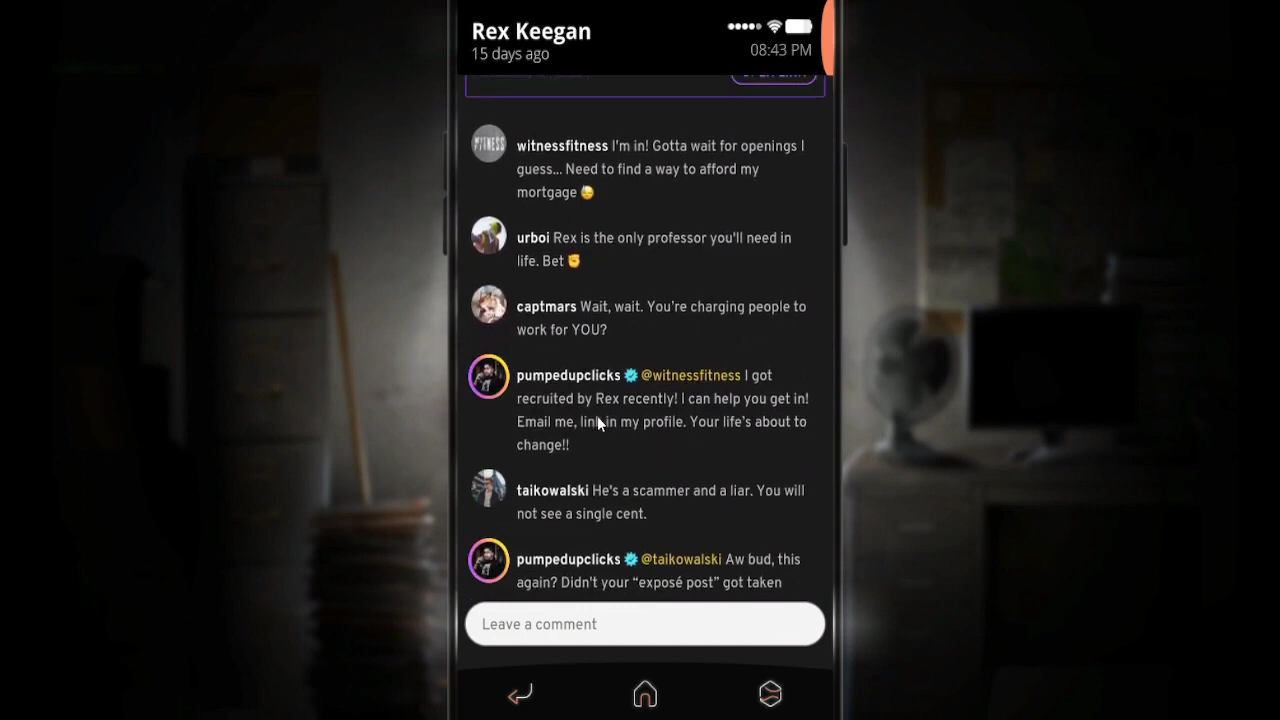 Rex Keegan
15 days ago
08:43 PM
witnessfitness I'm in! Gotta wait for openings I
guess... Need to find a way to afford my
mortgage 😓
urboi Rex is the only professor you'll need in
life. Bet ✊
captmars Wait, wait. You're charging people to
work for YOU?
pumpedupclicks @witnessfitness I got
recruited by Rex recently! I can help you get in!
Email me, link in my profile. Your life's about to
change!!
taikowalski He's a scammer and a liar. You will
not see a single cent.
pumpedupclicks @taikowalski Aw bud, this
again? Didn't your “exposé post” got taken
Leave a comment